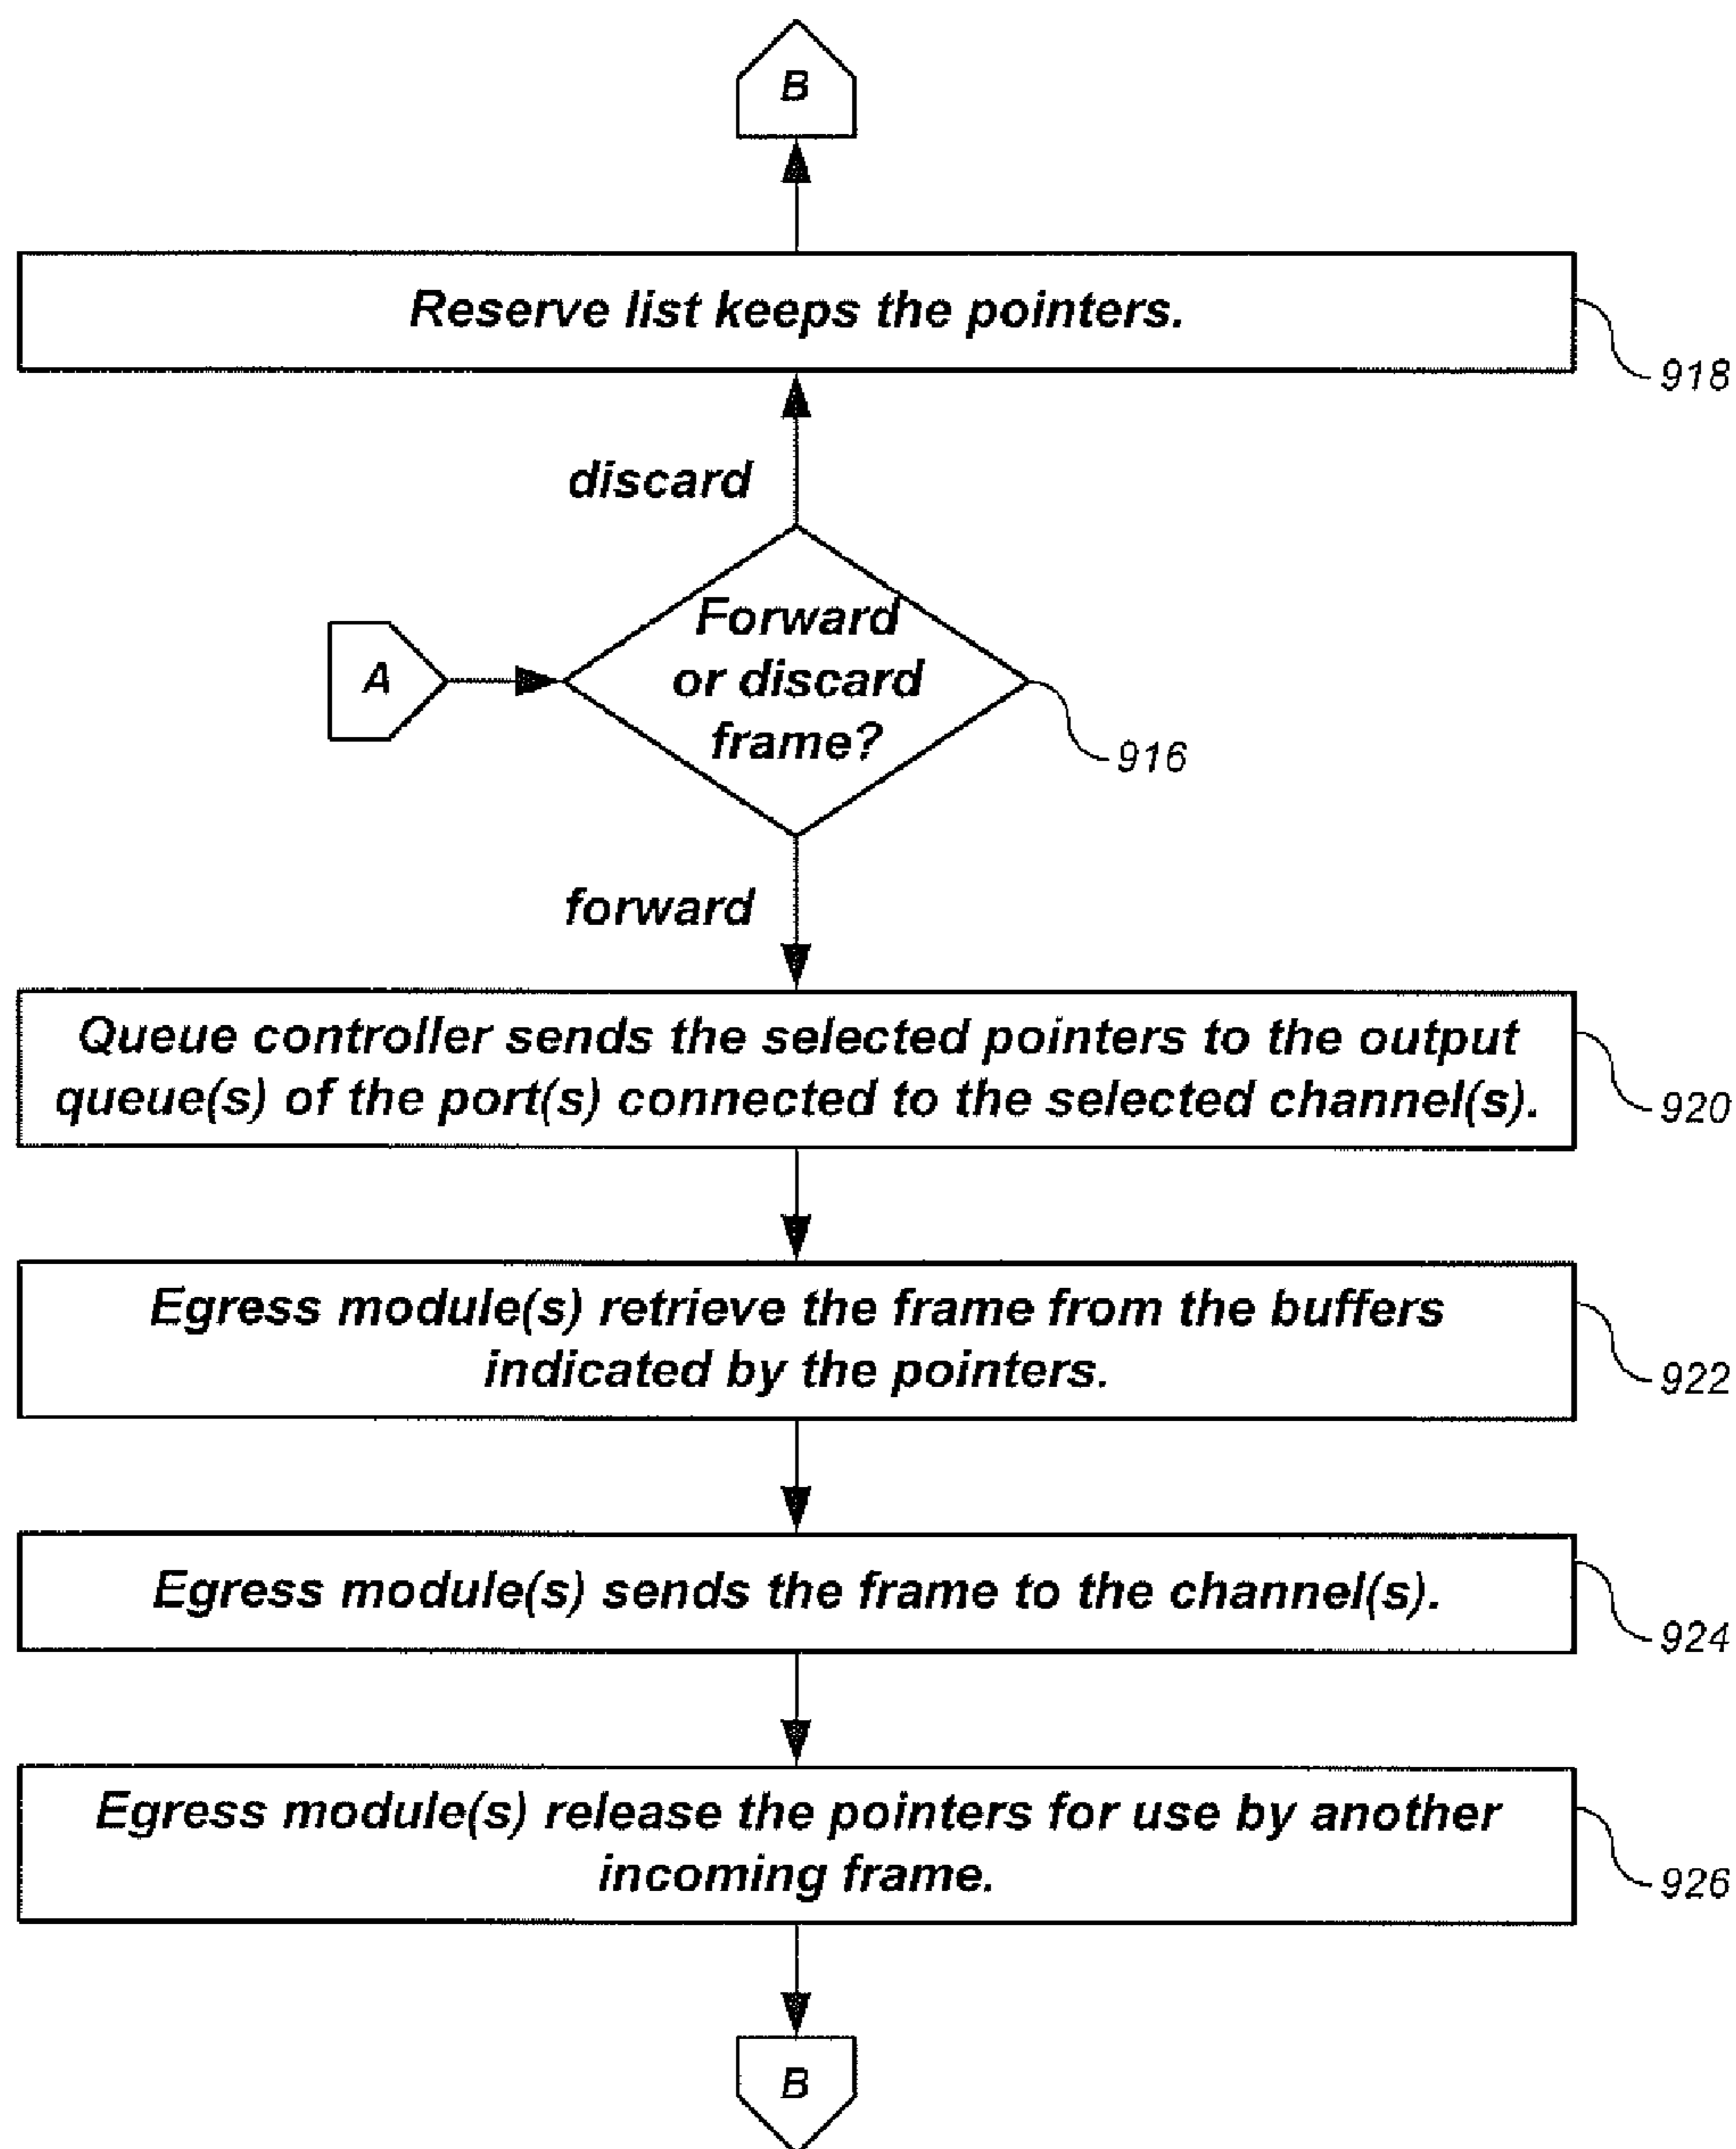 B
Reserve list keeps the pointers.
918
discard
A
Forward
or discard
frame?
916
forward
Queue controller sends the selected pointers to the output
queue(s) of the port(s) connected to the selected channel(s).
920
Egress module(s) retrieve the frame from the buffers
indicated by the pointers.
922
Egress module(s) sends the frame to the channel(s).
924
Egress module(s) release the pointers for use by another
incoming frame.
926
B